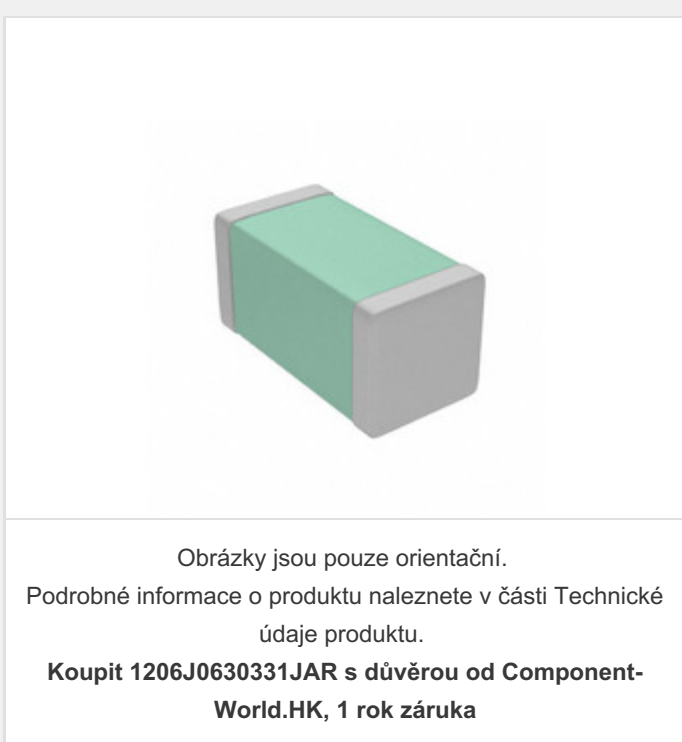 Obrázky jsou pouze orientační.
Podrobné informace o produktu naleznete v části Technické
údaje produktu.
Koupit 1206J0630331JAR s důvěrou od Component-
World.HK, 1 rok záruka